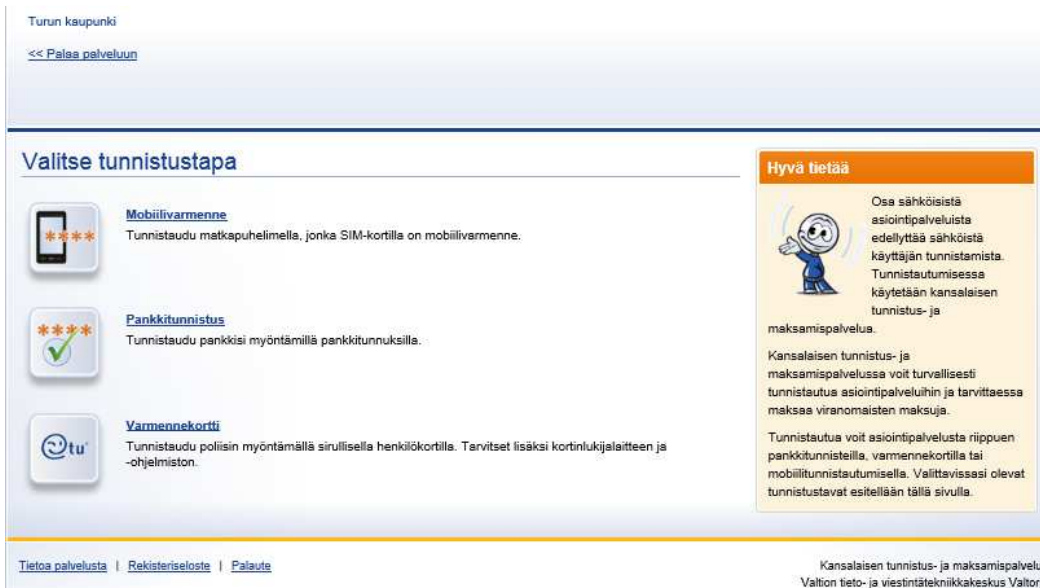 Turun kaupunki
<< Palaa palveluun
Valitse tunnistustapa
****
Mobiilivarmenne
Tunnistaudu matkapuhelimella, jonka SIM-kortilla on mobiilivarmenne.
****
Pankkitunnistus
Tunnistaudu pankkisi myöntämillä pankkitunnuksilla.
tu
Varmennekortti
Tunnistaudu poliisin myöntämällä sirullisella henkilökortilla. Tarvitset lisäksi kortinlukijalaitteen ja
-ohjelmiston.
Hyvä tietää
Osa sähköisistä
asiointipalveluista
edellyttää sähköistä
käyttäjän tunnistamista.
Tunnistautumisessa
käytetään kansalaisen
tunnistus- ja
maksamispalvelua.
Kansalaisen tunnistus- ja
maksamispalvelussa voit turvallisesti
tunnistautua asiointipalveluihin ja tarvittaessa
maksaa viranomaisten maksuja.
Tunnistautua voit asiointipalvelusta riippuen
pankkitunnisteilla, varmennekortilla tai
mobiilitunnistautumisella. Valittavissasi olevat
tunnistustavat esitellään tällä sivulla.
Tietoa palvelusta | Rekisteriseloste | Palaute
Kansalaisen tunnistus- ja maksamispalvelu
Valtion tieto- ja viestintätekniikkakeskus Valtor